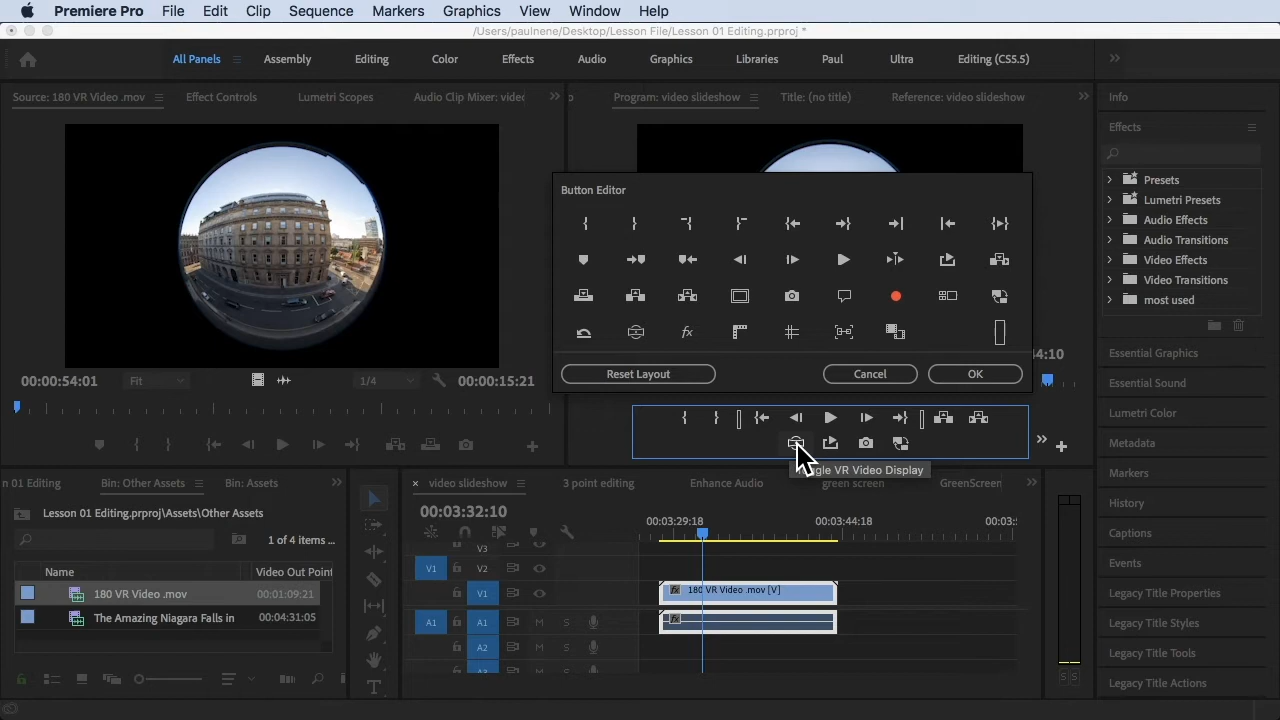 Premiere Pro File Edit Clip Sequence Markers Graphics View Window Help
/Users/paulnene/Desktop/Lesson File/Lesson 01 Editing.prproj *
All Panels Assembly Editing Color Effects Audio Graphics Libraries Paul Ultra Editing (CS5.5)
Source: 180 VR Video .mov Effect Controls Lumetri Scopes Audio Clip Mixer: video
Program: video slideshow Title: (no title) Reference: video slideshow
Info
Effects
Presets
Lumetri Presets
Audio Effects
Audio Transitions
Video Effects
Video Transitions
most used
Essential Graphics
Essential Sound
Lumetri Color
Metadata
Markers
History
Captions
Events
Legacy Title Properties
Legacy Title Styles
Legacy Title Tools
Legacy Title Actions
Button Editor
fx
Reset Layout Cancel OK
00:00:54:01 Fit 1/4 00:00:15:21
44:10
Toggle VR Video Display
n 01 Editing Bin: Other Assets Bin: Assets
Lesson 01 Editing.prproj\Assets\Other Assets
1 of 4 items ...
Name Video Out Point
180 VR Video .mov 00:01:09:21
The Amazing Niagara Falls in 00:04:31:05
video slideshow 3 point editing Enhance Audio green screen GreenScreen
00:03:32:10
00:03:29:18 00:03:44:18 00:03:
V3
V1 V2
V1 fx 180 VR Video .mov [V]
A1 A1 M S fx
A2 M S
T
S S